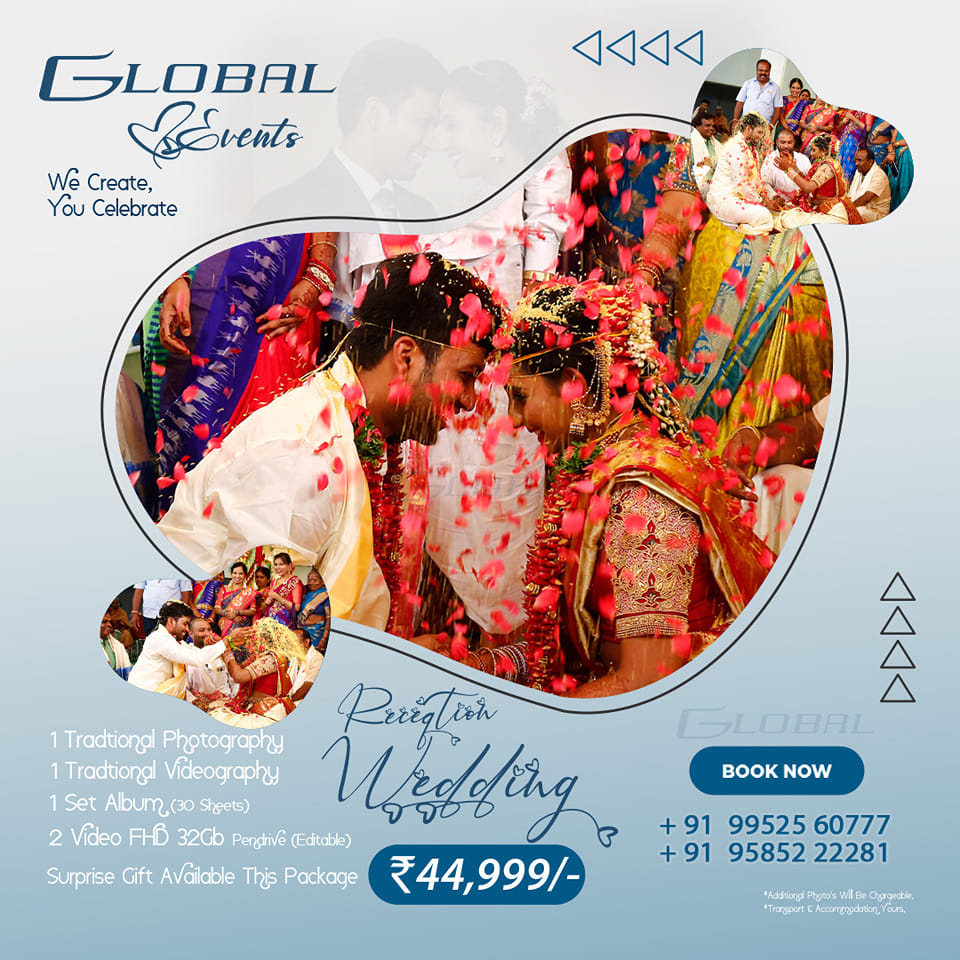 GLOBAL
Events
We Create,
You Celebrate
GLOBAL
Reception
Wedding
₹44,999/-
1 Tradtional Photography
1 Tradtional Videography
1 Set Album (30 Sheets)
2 Video FHD 32Gb Pendrive (Editable)
Surprise Gift Available This Package
GLOBAL
BOOK NOW
+ 91 99525 60777
+ 91 95852 22281
*Additional Photo's Will Be Chargeable,
*Transport & Accommodation Yours,